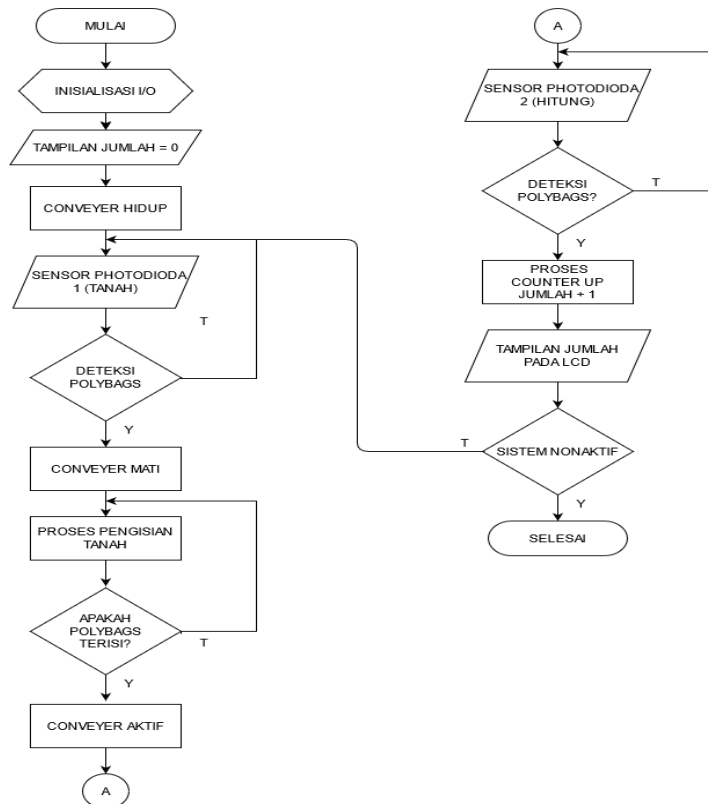 MULAI
INISIALISASI I/O
TAMPILAN JUMLAH = 0
CONVEYER HIDUP
SENSOR PHOTODIODA
1 (TANAH)
T
DETEKSI
POLYBAGS
Y
CONVEYER MATI
PROSES PENGISIAN
TANAH
APAKAH
POLYBAGS
TERISI?
T
Y
CONVEYER AKTIF
A
A
SENSOR PHOTODIODA
2 (HITUNG)
DETEKSI
POLYBAGS?
T
Y
PROSES
COUNTER UP
JUMLAH + 1
TAMPILAN JUMLAH
PADA LCD
T
SISTEM NONAKTIF
Y
SELESAI